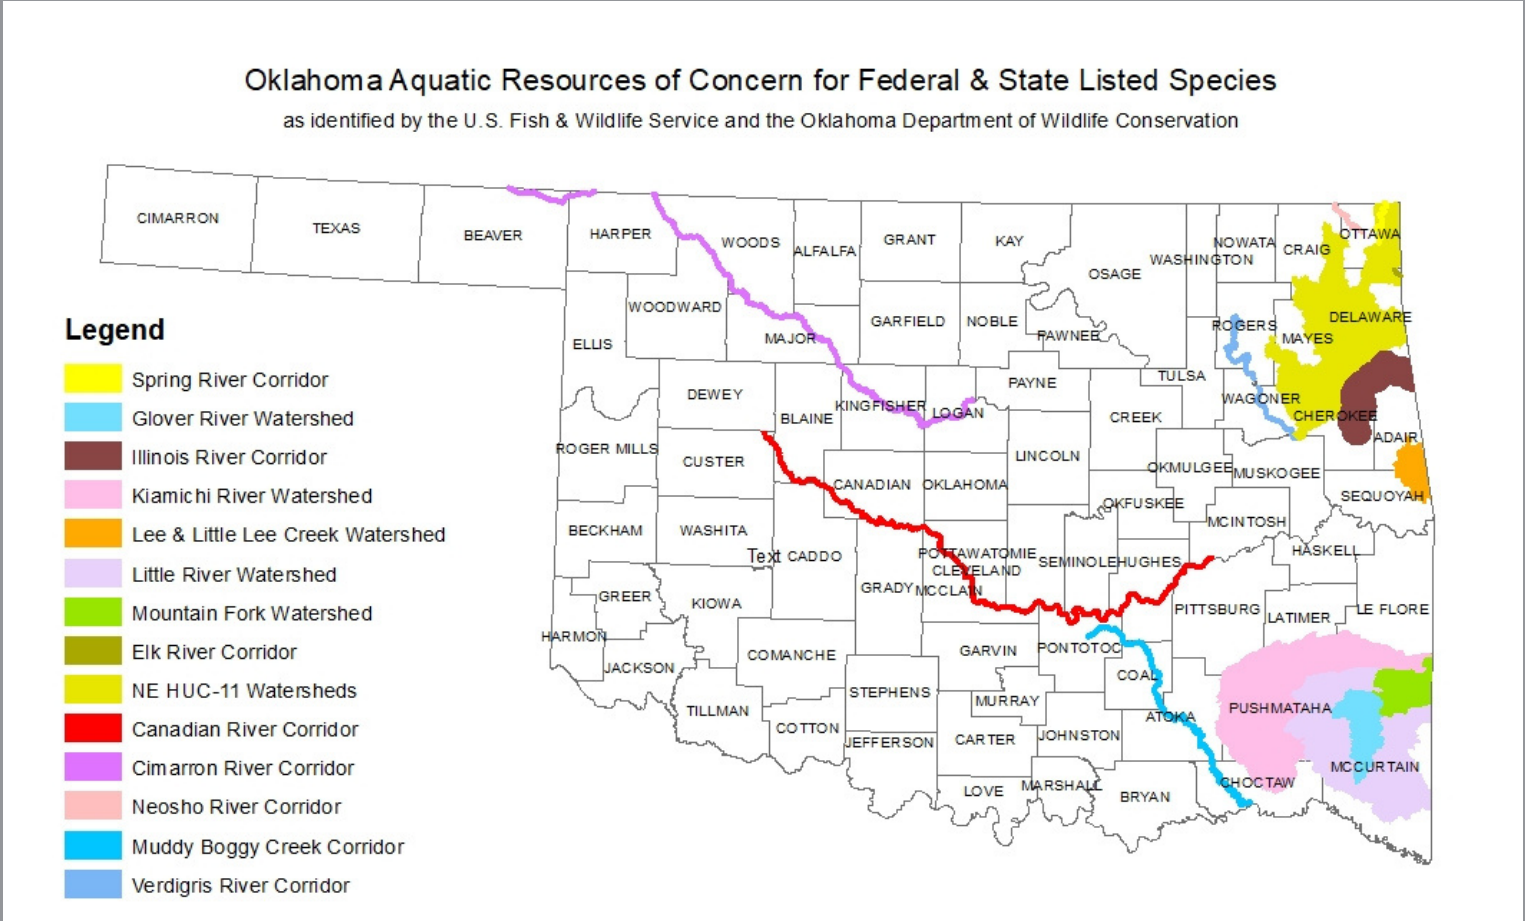 Oklahoma Aquatic Resources of Concern for Federal & State Listed Species
as identified by the U.S. Fish & Wildlife Service and the Oklahoma Department of Wildlife Conservation
CIMARRON
TEXAS
BEAVER
HARPER
WOODS
ALFALFA
GRANT
KAY
OSAGE
WASHINGTON
NOWATA
CRAIG
OTTAWA
WOODWARD
ELLIS
MAJOR
GARFIELD
NOBLE
PAWNEE
ROGERS
MAYES
DELAWARE
DEWEY
BLAINE
KINGFISHER
LOGAN
PAYNE
CREEK
TULSA
WAGONER
CHEROKEE
ADAIR
ROGER MILLS
CUSTER
CANADIAN
OKLAHOMA
LINCOLN
OKMULGEE
MUSKOGEE
SEQUOYAH
OKFUSKEE
MCINTOSH
BECKHAM
WASHITA
Text
CADDO
GRADY
POTTAWATOMIE
CLEVELAND
MCCLAIN
SEMINOLE
HUGHES
HASKELL
PITTSBURG
LATIMER
LE FLORE
GREER
KIOWA
HARMON
JACKSON
COMANCHE
GARVIN
PONTOTOC
COAL
TILLMAN
STEPHENS
MURRAY
ATOKA
PUSHMATAHA
COTTON
JEFFERSON
CARTER
JOHNSTON
MCCURTAIN
LOVE
MARSHALL
BRYAN
CHOCTAW
Legend
Spring River Corridor
Glover River Watershed
Illinois River Corridor
Kiamichi River Watershed
Lee & Little Lee Creek Watershed
Little River Watershed
Mountain Fork Watershed
Elk River Corridor
NE HUC-11 Watersheds
Canadian River Corridor
Cimarron River Corridor
Neosho River Corridor
Muddy Boggy Creek Corridor
Verdigris River Corridor